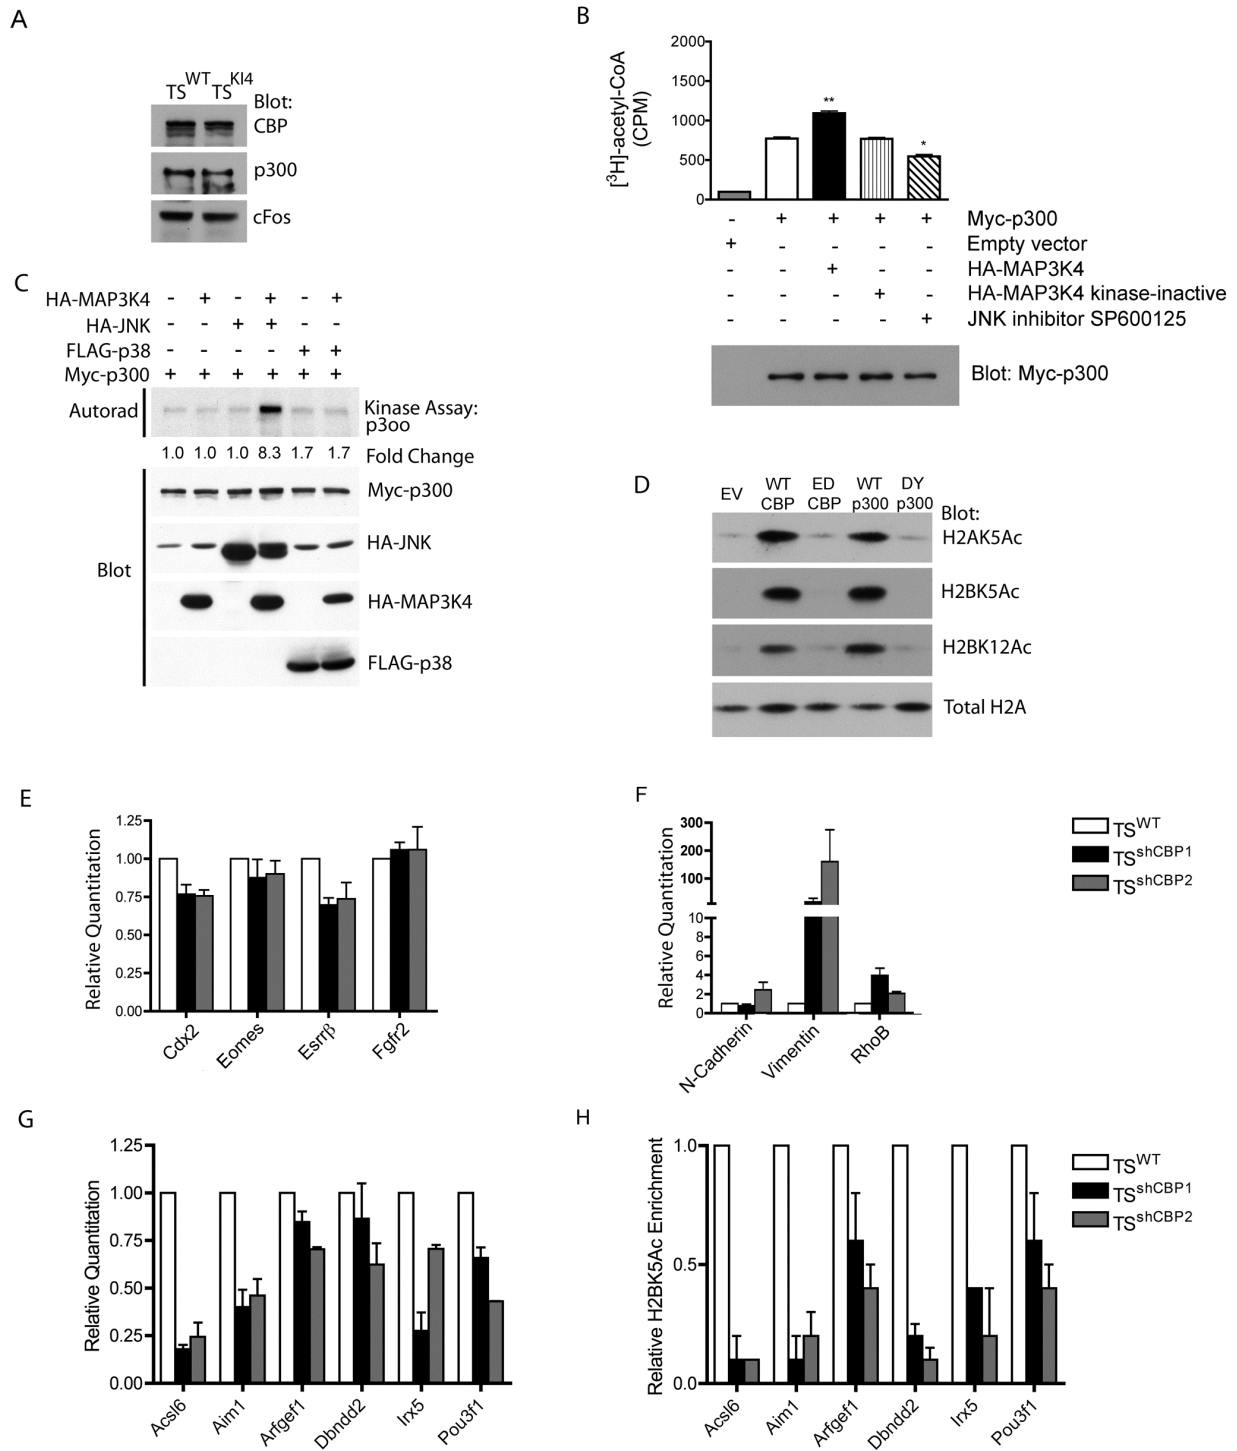 A
TS^WT TS^KI4
Blot:
CBP
p300
cFos
B
[³H]-acetyl-CoA
(CPM)
2000
1500
1000
500
0
**
*
- + + + + Myc-p300
+ - - - - Empty vector
- - + - - HA-MAP3K4
- - - + - HA-MAP3K4 kinase-inactive
- - - - + JNK inhibitor SP600125
Blot: Myc-p300
C
HA-MAP3K4 - + - + - +
HA-JNK - - + + - -
FLAG-p38 - - - - + +
Myc-p300 + + + + + +
Autorad
Kinase Assay:
p3oo
1.0 1.0 1.0 8.3 1.7 1.7 Fold Change
Blot
Myc-p300
HA-JNK
HA-MAP3K4
FLAG-p38
D
EV WT CBP ED CBP WT p300 DY p300
Blot:
H2AK5Ac
H2BK5Ac
H2BK12Ac
Total H2A
E
Relative Quantitation
1.25
1.00
0.75
0.50
0.25
0.00
Cdx2 Eomes Esrrβ Fgfr2
F
Relative Quantitation
300
200
100
10
8
6
4
2
0
N-Cadherin Vimentin RhoB
TS^WT
TS^shCBP1
TS^shCBP2
G
Relative Quantitation
1.25
1.00
0.75
0.50
0.25
0.00
Acsl6 Aim1 Arfgef1 Dbndd2 Irx5 Pou3f1
H
Relative H2BK5Ac Enrichment
1.0
0.5
0.0
Acsl6 Aim1 Arfgef1 Dbndd2 Irx5 Pou3f1
TS^WT
TS^shCBP1
TS^shCBP2